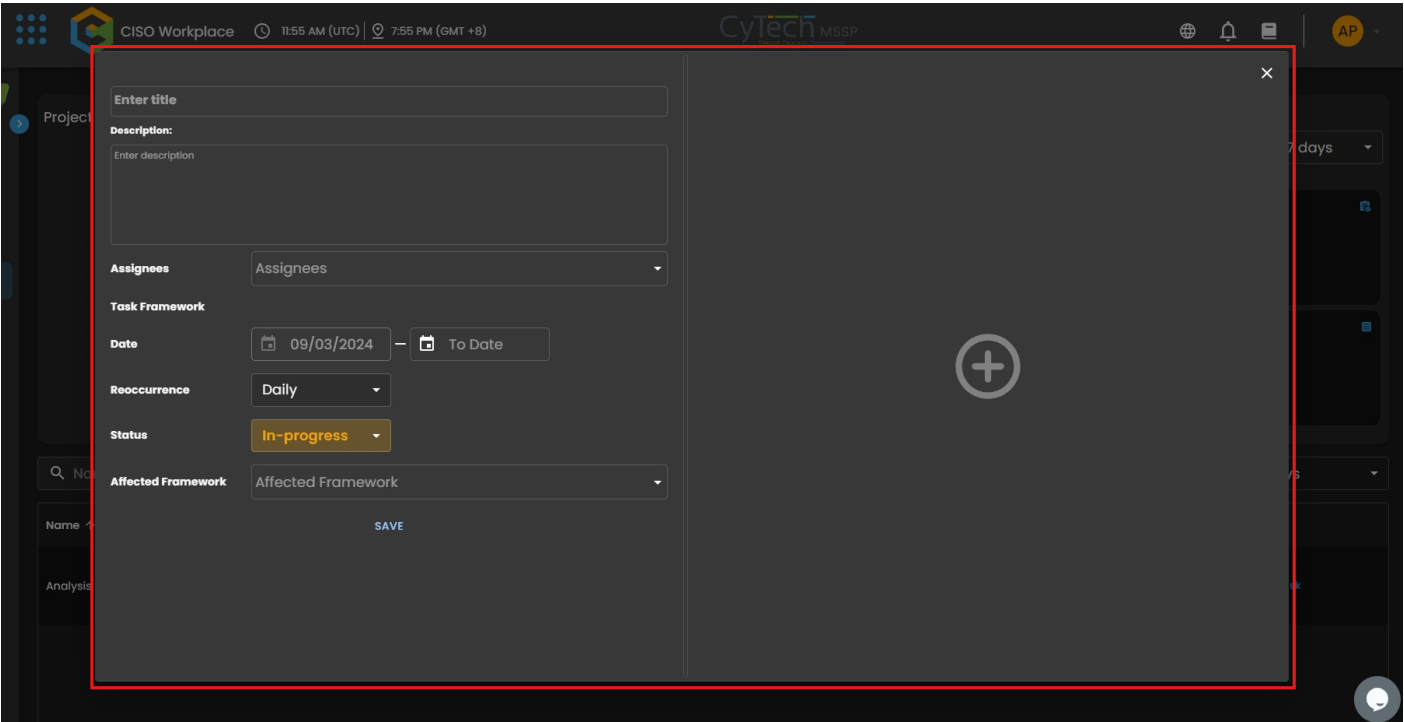 CISO Workplace 11:55 AM (UTC) 7:55 PM (GMT +8) CyTech MSSP AP
Project
7 days
Enter title
Description:
Enter description
Assignees Assignees
Task Framework
Date 09/03/2024 – To Date
Reoccurrence Daily
Status In-progress
Affected Framework Affected Framework
SAVE
Name
Analysis